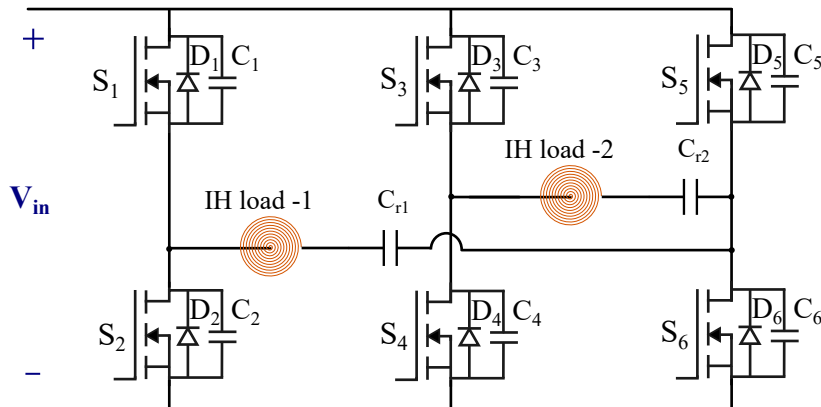 +
S1 D1 C1
S3 D3 C3
S5 D5 C5
Vin
IH load -1
Cr1
IH load -2
Cr2
S2 D2 C2
S4 D4 C4
S6 D6 C6
−